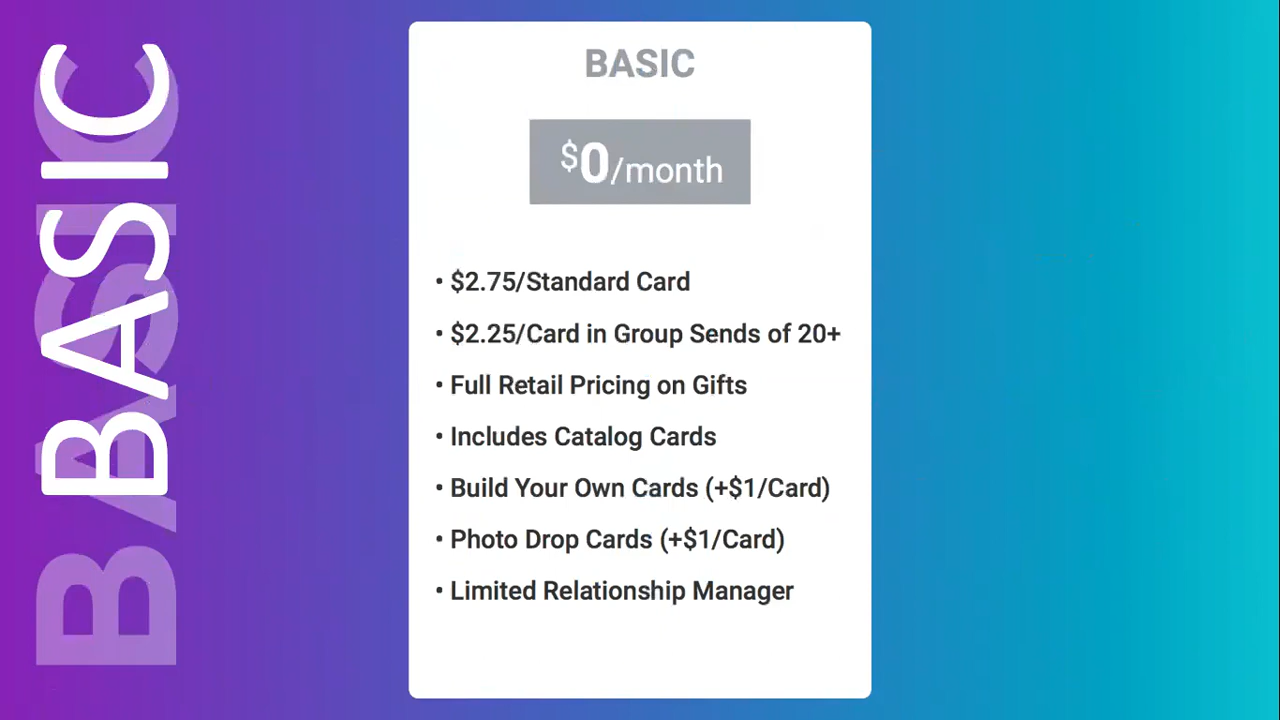 BASIC
BASIC
BASIC
$0/month
• $2.75/Standard Card
• $2.25/Card in Group Sends of 20+
• Full Retail Pricing on Gifts
• Includes Catalog Cards
• Build Your Own Cards (+$1/Card)
• Photo Drop Cards (+$1/Card)
• Limited Relationship Manager